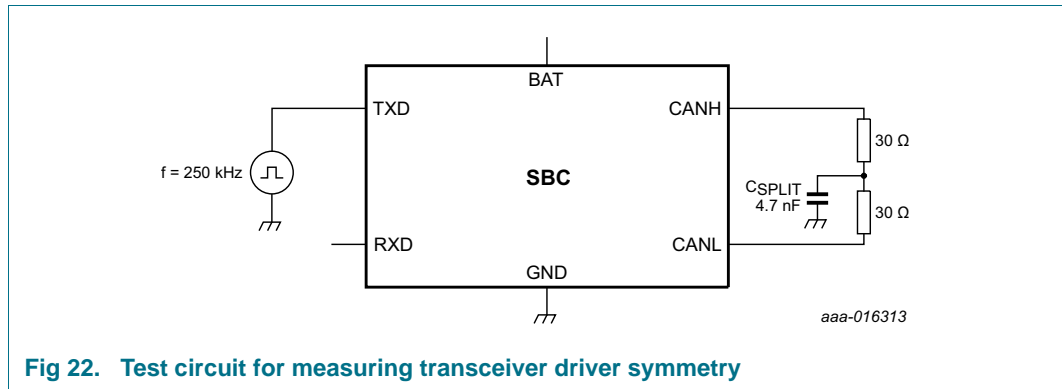 BAT
TXD
CANH
30 Ω
f = 250 kHz
SBC
CSPLIT
4.7 nF
30 Ω
RXD
CANL
GND
aaa-016313
Fig 22. Test circuit for measuring transceiver driver symmetry